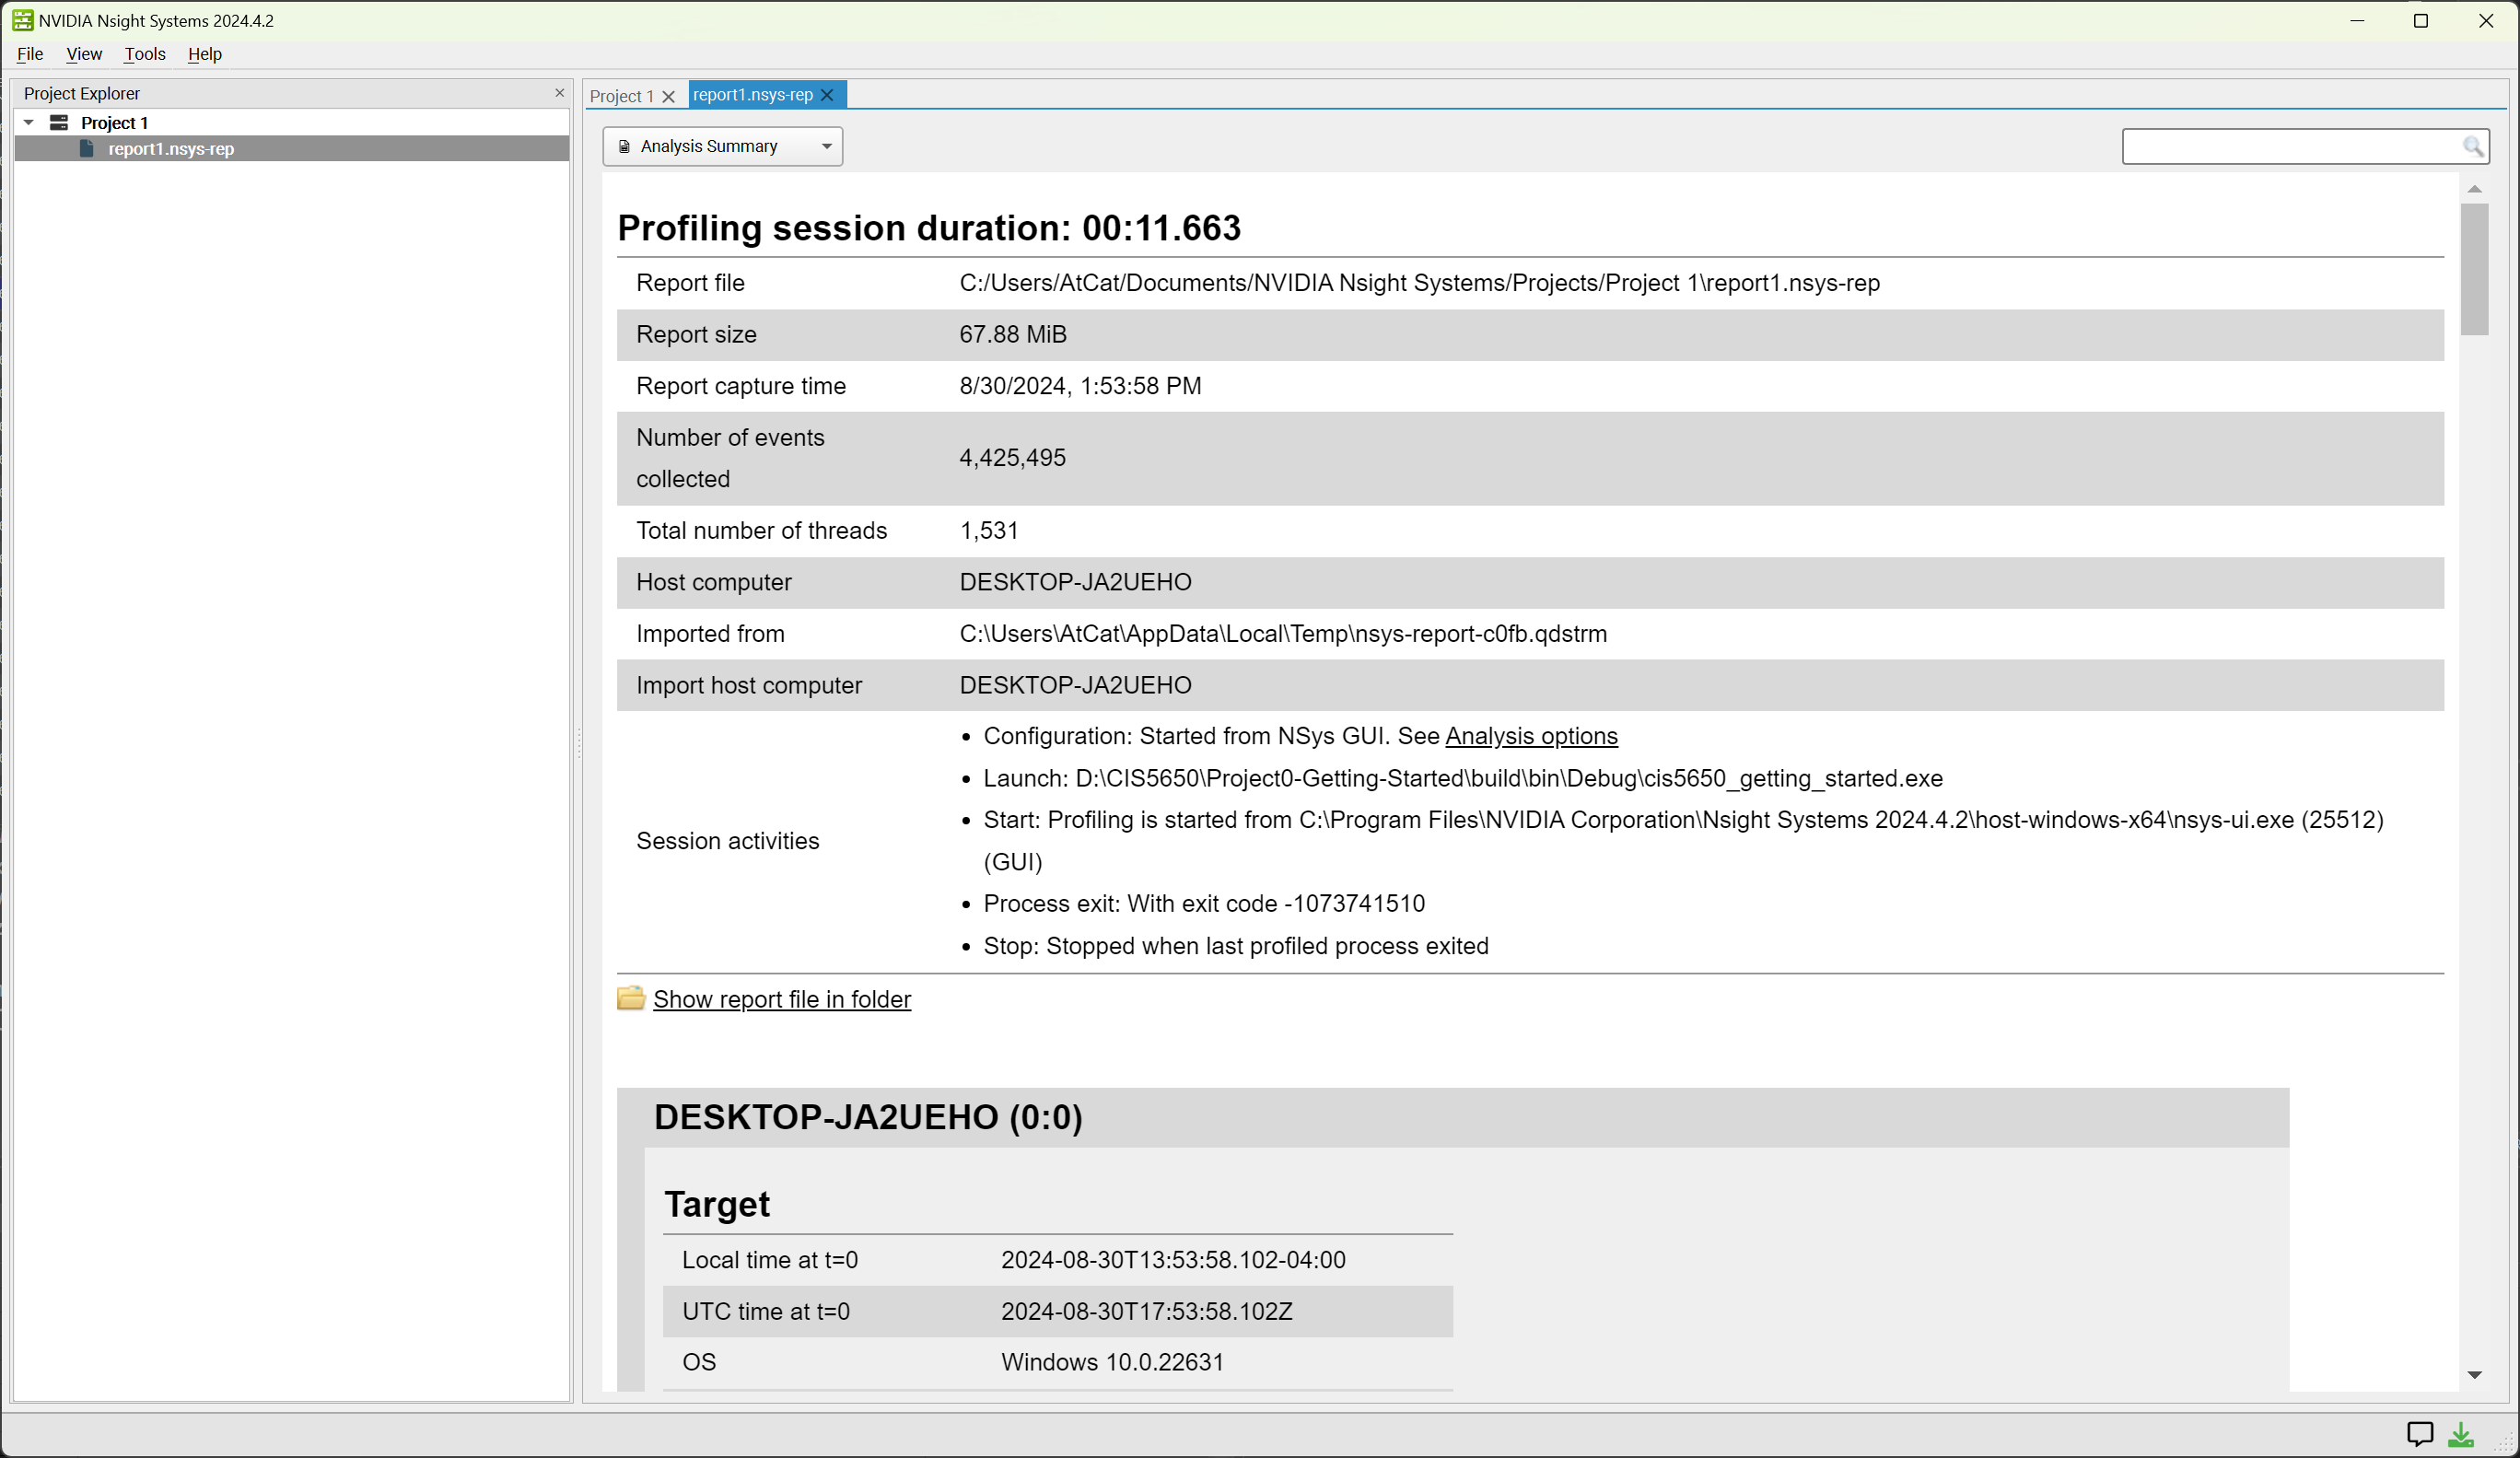 NVIDIA Nsight Systems 2024.4.2
File View Tools Help
Project Explorer
Project 1
report1.nsys-rep
Project 1
report1.nsys-rep
Analysis Summary
Profiling session duration: 00:11.663
Report file C:/Users/AtCat/Documents/NVIDIA Nsight Systems/Projects/Project 1\report1.nsys-rep
Report size 67.88 MiB
Report capture time 8/30/2024, 1:53:58 PM
Number of events
collected
4,425,495
Total number of threads 1,531
Host computer DESKTOP-JA2UEHO
Imported from C:\Users\AtCat\AppData\Local\Temp\nsys-report-c0fb.qdstrm
Import host computer DESKTOP-JA2UEHO
Session activities
• Configuration: Started from NSys GUI. See Analysis options
• Launch: D:\CIS5650\Project0-Getting-Started\build\bin\Debug\cis5650_getting_started.exe
• Start: Profiling is started from C:\Program Files\NVIDIA Corporation\Nsight Systems 2024.4.2\host-windows-x64\nsys-ui.exe (25512)
(GUI)
• Process exit: With exit code -1073741510
• Stop: Stopped when last profiled process exited
Show report file in folder
DESKTOP-JA2UEHO (0:0)
Target
Local time at t=0 2024-08-30T13:53:58.102-04:00
UTC time at t=0 2024-08-30T17:53:58.102Z
OS Windows 10.0.22631